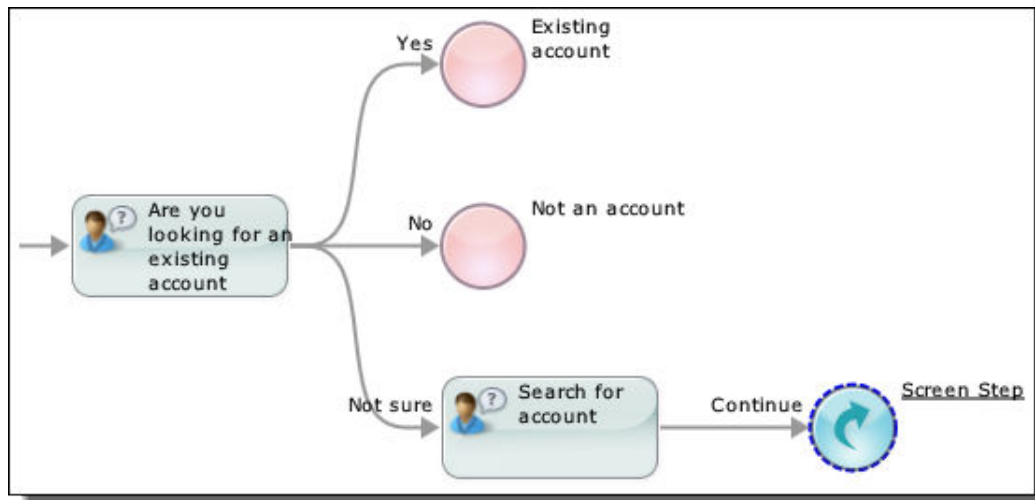 Yes
Existing
account
Are you
looking for an
existing
account
?
No
Not an account
Not sure
?
Search for
account
Continue
Screen Step